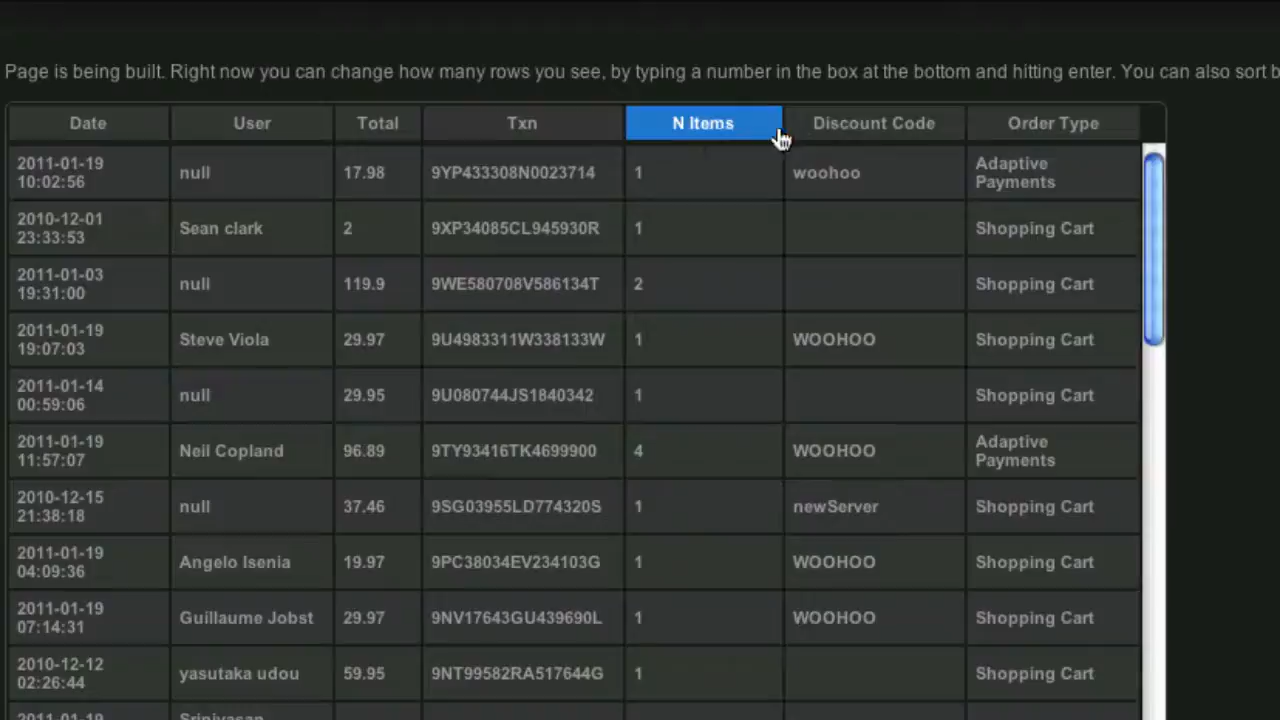 Page is being built. Right now you can change how many rows you see, by typing a number in the box at the bottom and hitting enter. You can also sort
Date User Total Txn N Items Discount Code Order Type
2011-01-19 10:02:56 null 17.98 9YP433308N0023714 1 woohoo Adaptive Payments
2010-12-01 23:33:53 Sean clark 2 9XP34085CL945930R 1 Shopping Cart
2011-01-03 19:31:00 null 119.9 9WE580708V586134T 2 Shopping Cart
2011-01-19 19:07:03 Steve Viola 29.97 9U4983311W338133W 1 WOOHOO Shopping Cart
2011-01-14 00:59:06 null 29.95 9U080744JS1840342 1 Shopping Cart
2011-01-19 11:57:07 Neil Copland 96.89 9TY93416TK4699900 4 WOOHOO Adaptive Payments
2010-12-15 21:38:18 null 37.46 9SG03955LD774320S 1 newServer Shopping Cart
2011-01-19 04:09:36 Angelo Isenia 19.97 9PC38034EV234103G 1 WOOHOO Shopping Cart
2011-01-19 07:14:31 Guillaume Jobst 29.97 9NV17643GU439690L 1 WOOHOO Shopping Cart
2010-12-12 02:26:44 yasutaka udou 59.95 9NT99582RA517644G 1 Shopping Cart
2011-01-19 Srinivasan